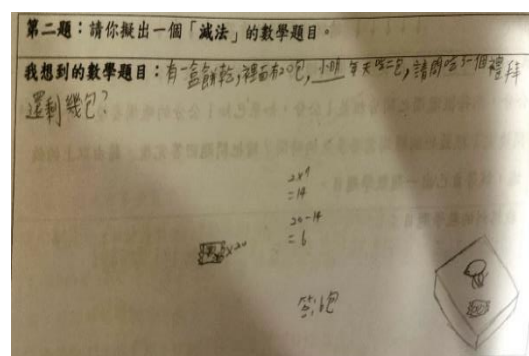 第二題：請你擬出一個「減法」的數學題目。
我想到的數學題目：有一盒餅乾，裡面有20包，小明每天吃二包，請問吃了一個禮拜
還剩幾包？
2×7
=14
20-14
=6
×20
答:6包